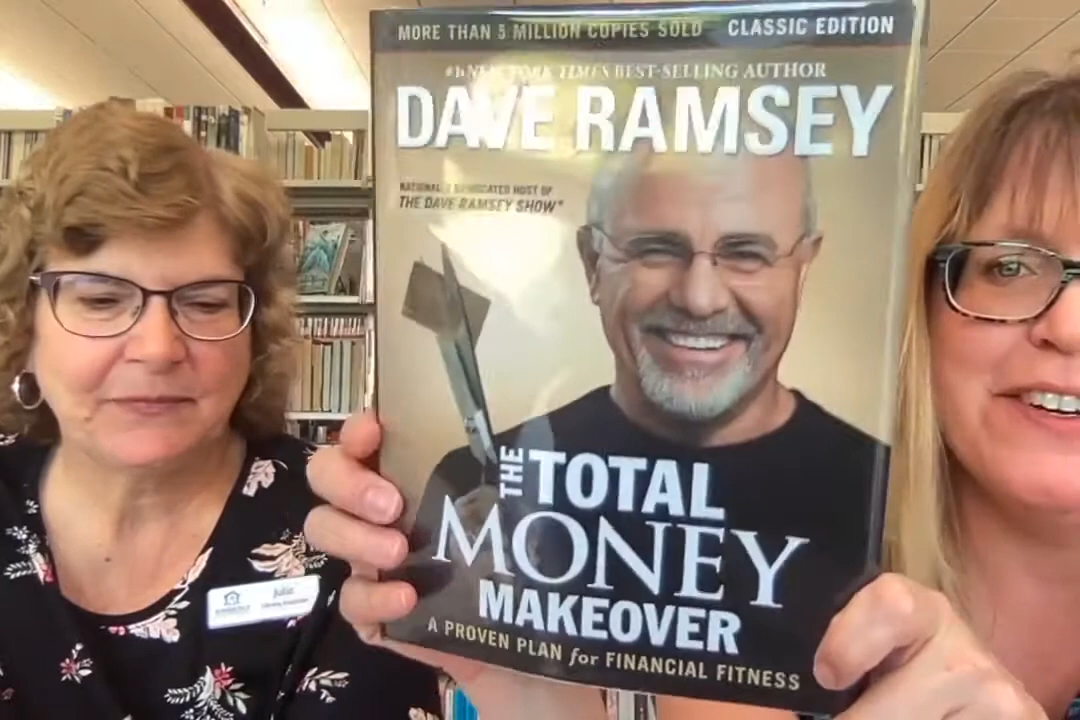 MORE THAN 5 MILLION COPIES SOLD CLASSIC EDITION
#1 NEW YORK TIMES BEST-SELLING AUTHOR
DAVE RAMSEY
NATIONALLY SYNDICATED HOST OF
THE DAVE RAMSEY SHOW®
THE TOTAL
MONEY
MAKEOVER
A PROVEN PLAN for FINANCIAL FITNESS
Julie